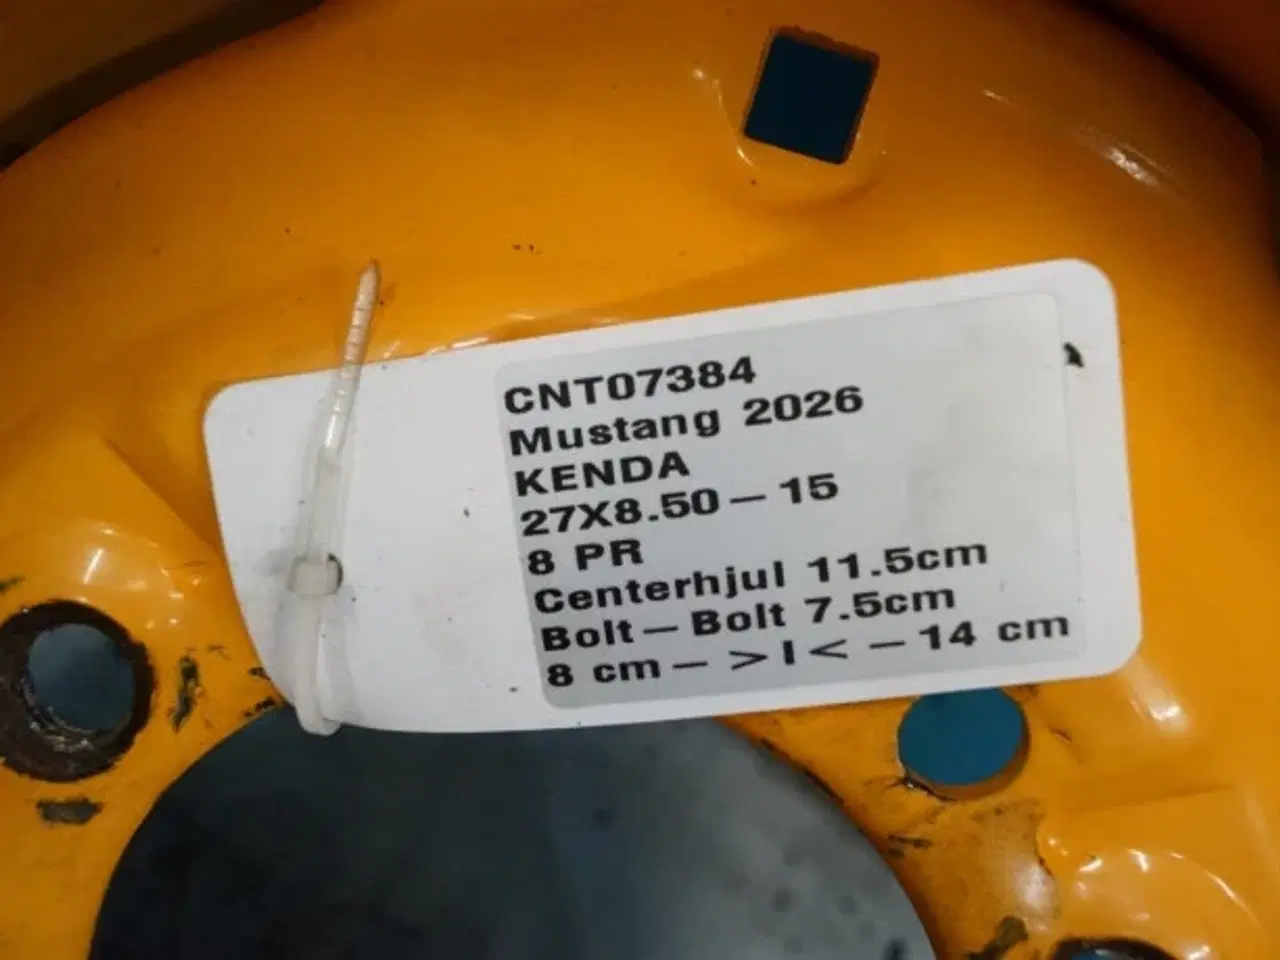 CNT07384
Mustang 2026
KENDA
27X8.50-15
8 PR
Centerhjul 11.5cm
Bolt-Bolt 7.5cm
8 cm->I<-14 cm